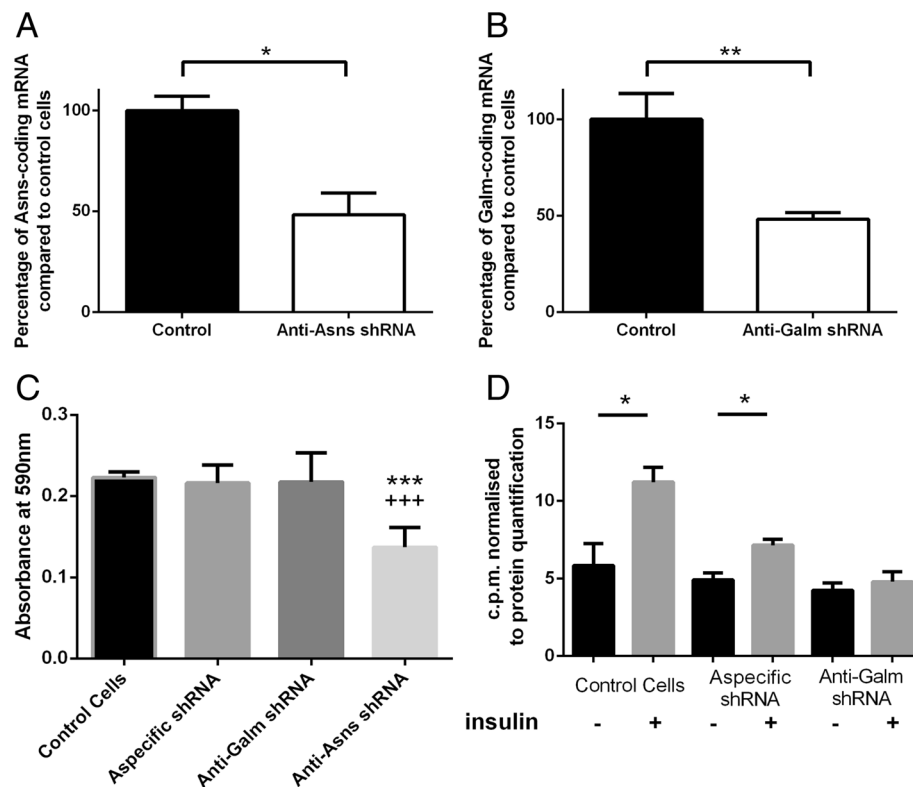 A
Percentage of Asns-coding mRNA
compared to control cells
100
50
0
*
Control
Anti-Asns shRNA
B
Percentage of Galm-coding mRNA
compared to control cells
100
50
0
**
Control
Anti-Galm shRNA
C
Absorbance at 590nm
0.3
0.2
0.1
0.0
***
+++
Control Cells
Aspecific shRNA
Anti-Galm shRNA
Anti-Asns shRNA
D
c.p.m. normalised
to protein quantification
15
10
5
0
*
*
Control Cells
Aspecific
shRNA
Anti-Galm
shRNA
insulin - + - + - +